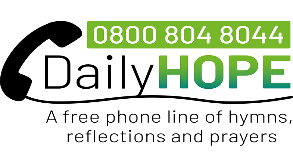 0800 804 8044
DailyHOPE
A free phone line of hymns,
reflections and prayers